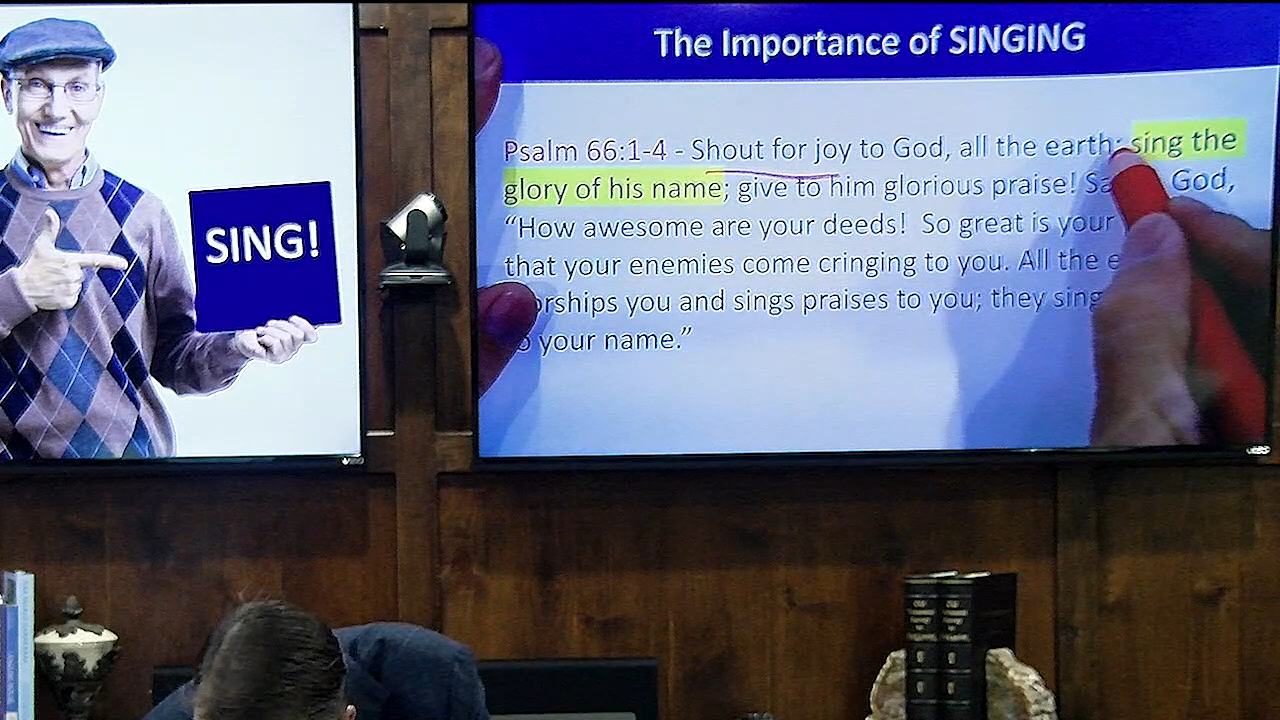 SING!
The Importance of SINGING
Psalm 66:1-4 - Shout for joy to God, all the earth; sing the
glory of his name; give to him glorious praise! God,
“How awesome are your deeds! So great is your
that your enemies come cringing to you. All the
you and sings praises to you; they sing
your name.”